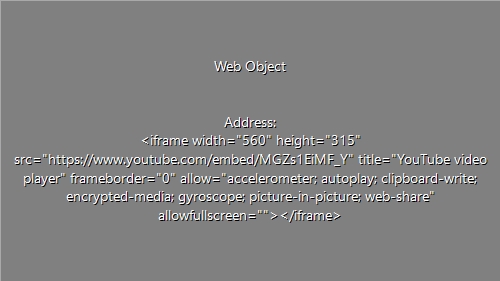 Web Object
Address:
<iframe width="560" height="315"
src="https://www.youtube.com/embed/MGZs1EiMF_Y" title="YouTube video
player" frameborder="0" allow="accelerometer; autoplay; clipboard-write;
encrypted-media; gyroscope; picture-in-picture; web-share"
allowfullscreen=""></iframe>